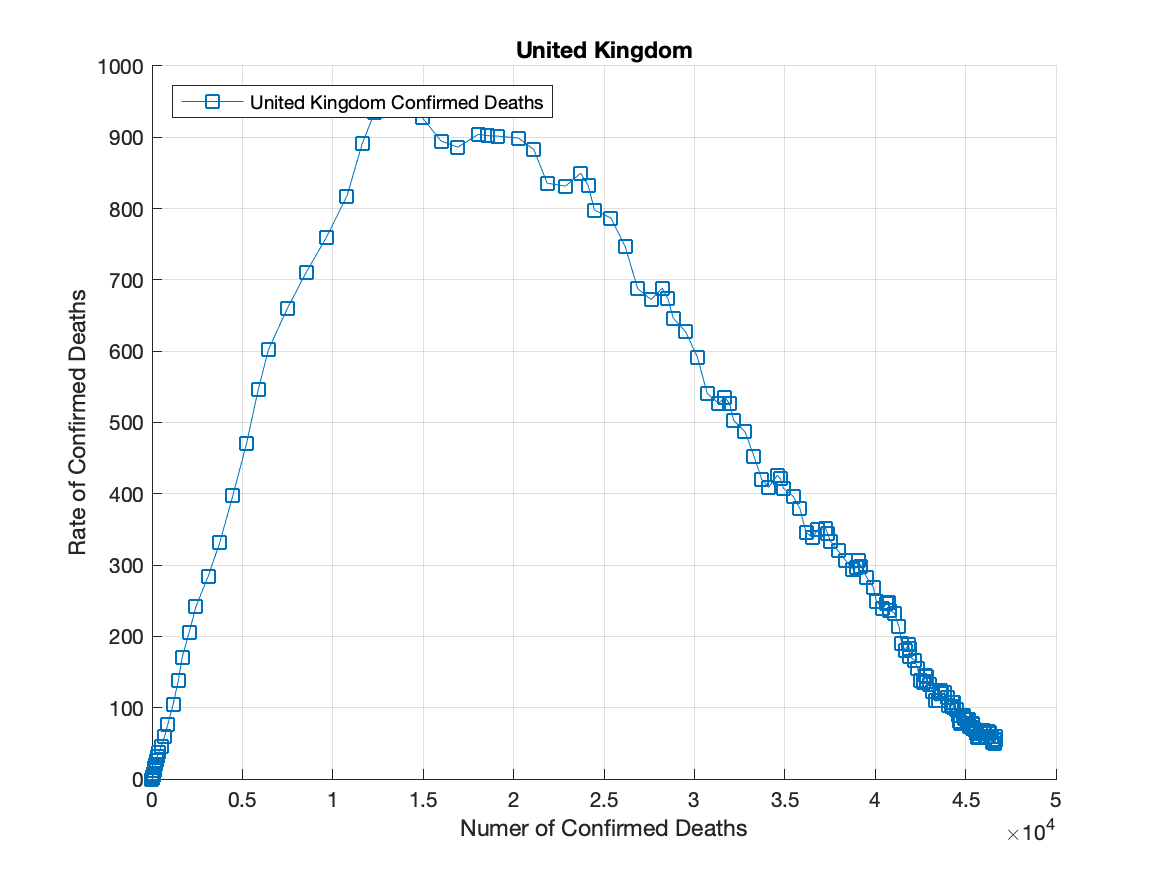 United Kingdom
1000
United Kingdom Confirmed Deaths
900
800
700
600
500
400
300
200
100
0
Rate of Confirmed Deaths
0 0.5 1 1.5 2 2.5 3 3.5 4 4.5 5
Numer of Confirmed Deaths
×10⁴